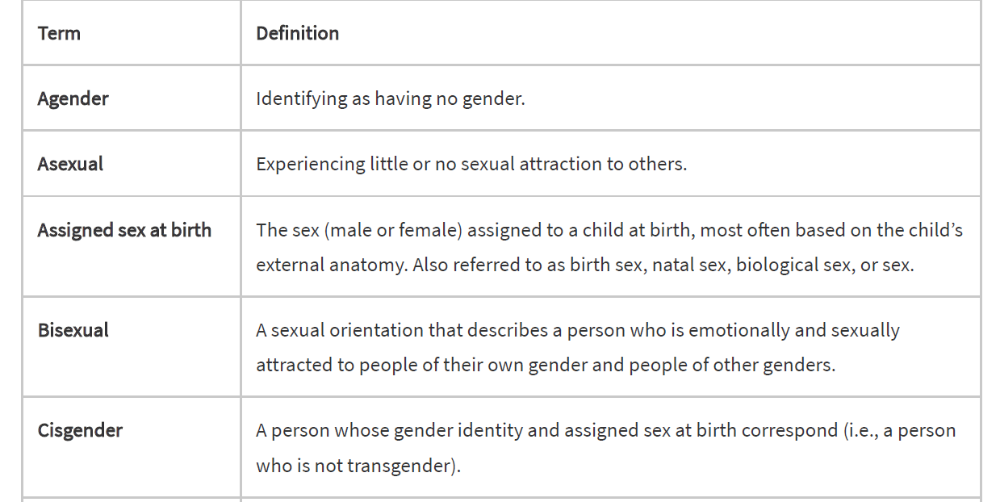 Term
Definition
Agender
Identifying as having no gender.
Asexual
Experiencing little or no sexual attraction to others.
Assigned sex at birth
The sex (male or female) assigned to a child at birth, most often based on the child’s
external anatomy. Also referred to as birth sex, natal sex, biological sex, or sex.
Bisexual
A sexual orientation that describes a person who is emotionally and sexually
attracted to people of their own gender and people of other genders.
Cisgender
A person whose gender identity and assigned sex at birth correspond (i.e., a person
who is not transgender).